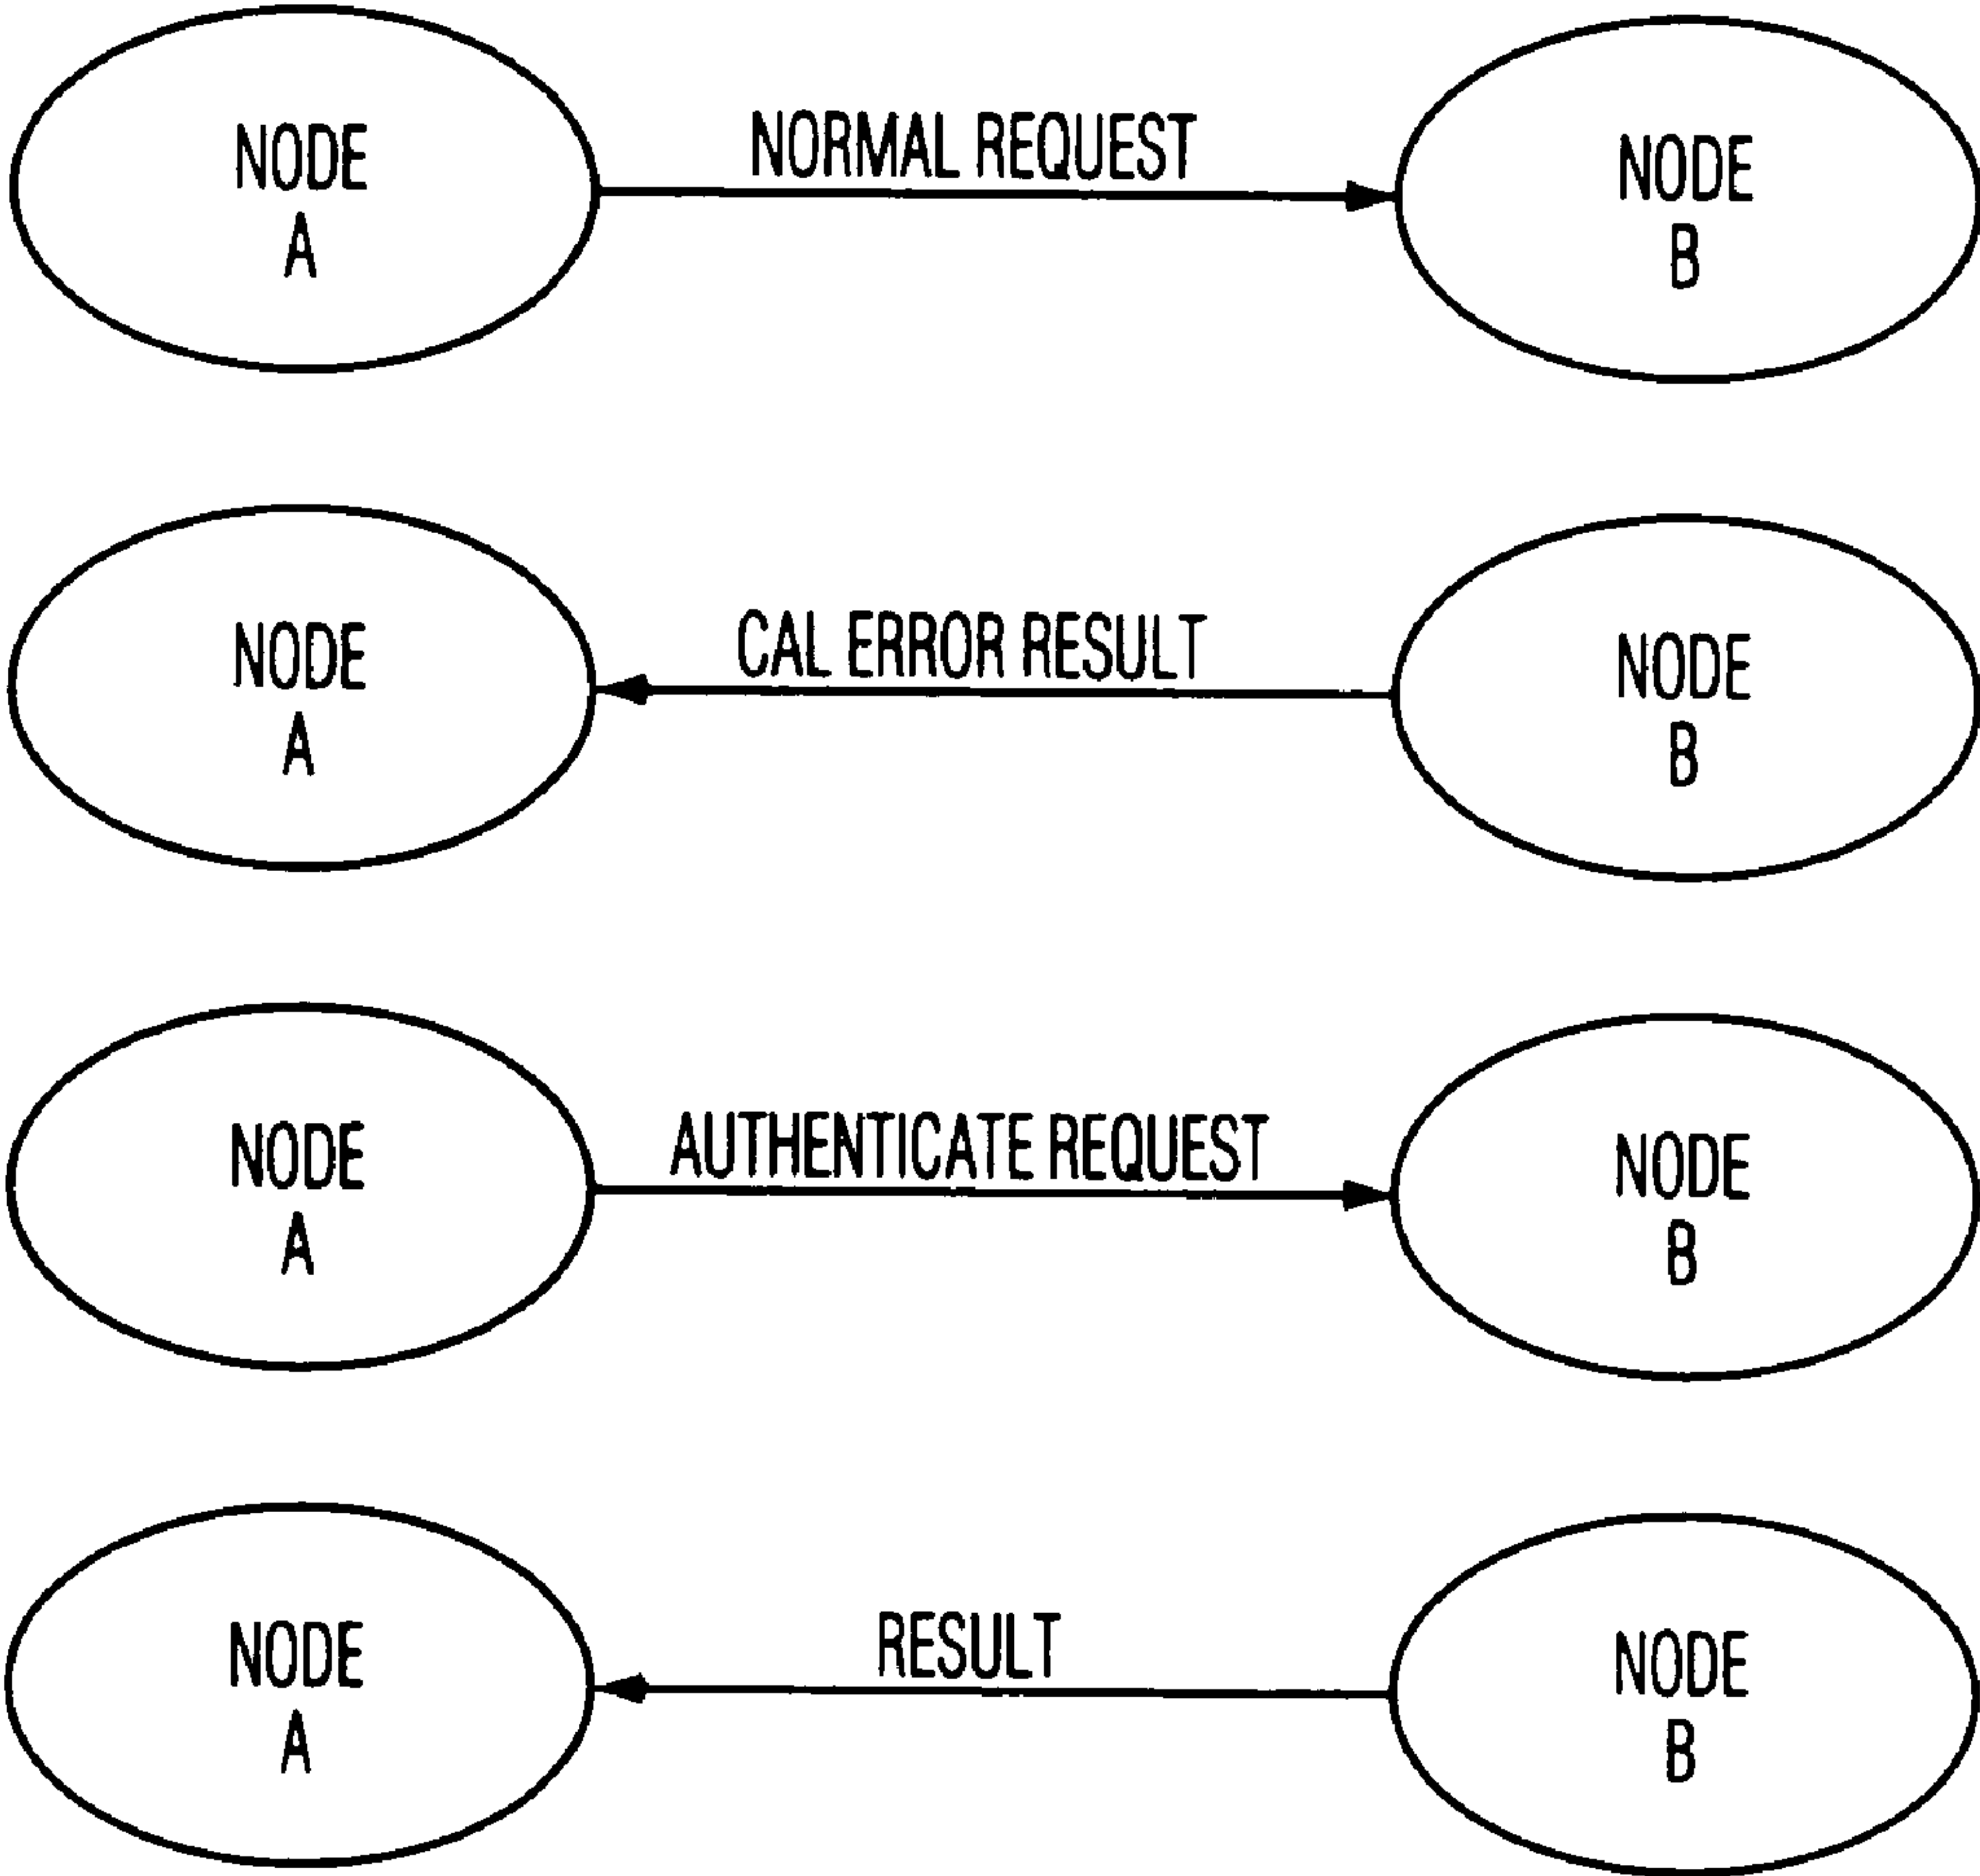 NODE
A
NORMAL REQUEST
NODE
B
NODE
A
CAL ERROR RESULT
NODE
B
NODE
A
AUTHENTICATE REQUEST
NODE
B
NODE
A
RESULT
NODE
B